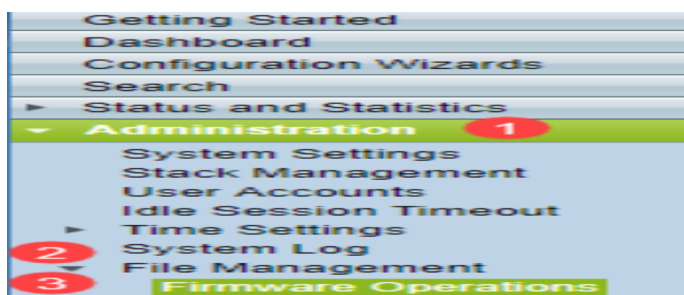 Getting Started
Dashboard
Configuration Wizards
Search
Status and Statistics
Administration 1
System Settings
Stack Management
User Accounts
Idle Session Timeout
Time Settings
2 System Log
File Management
3 Firmware Operations